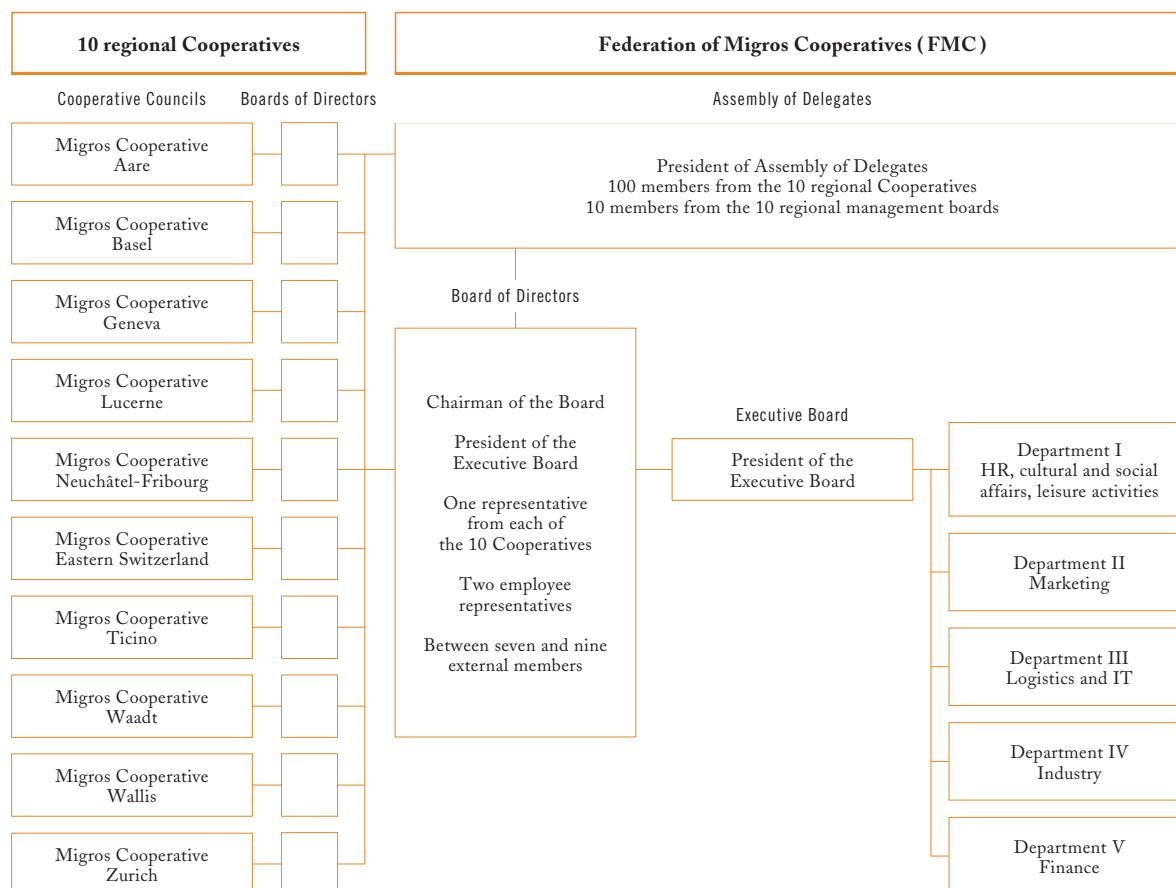 10 regional Cooperatives
Federation of Migros Cooperatives (FMC)
Cooperative Councils
Boards of Directors
Assembly of Delegates
Migros Cooperative
Aare
Migros Cooperative
Basel
Migros Cooperative
Geneva
Migros Cooperative
Lucerne
Migros Cooperative
Neuchâtel-Fribourg
Migros Cooperative
Eastern Switzerland
Migros Cooperative
Ticino
Migros Cooperative
Waadt
Migros Cooperative
Wallis
Migros Cooperative
Zurich
President of Assembly of Delegates
100 members from the 10 regional Cooperatives
10 members from the 10 regional management boards
Board of Directors
Chairman of the Board
President of the
Executive Board
One representative
from each of
the 10 Cooperatives
Two employee
representatives
Between seven and nine
external members
Executive Board
President of the
Executive Board
Department I
HR, cultural and social
affairs, leisure activities
Department II
Marketing
Department III
Logistics and IT
Department IV
Industry
Department V
Finance